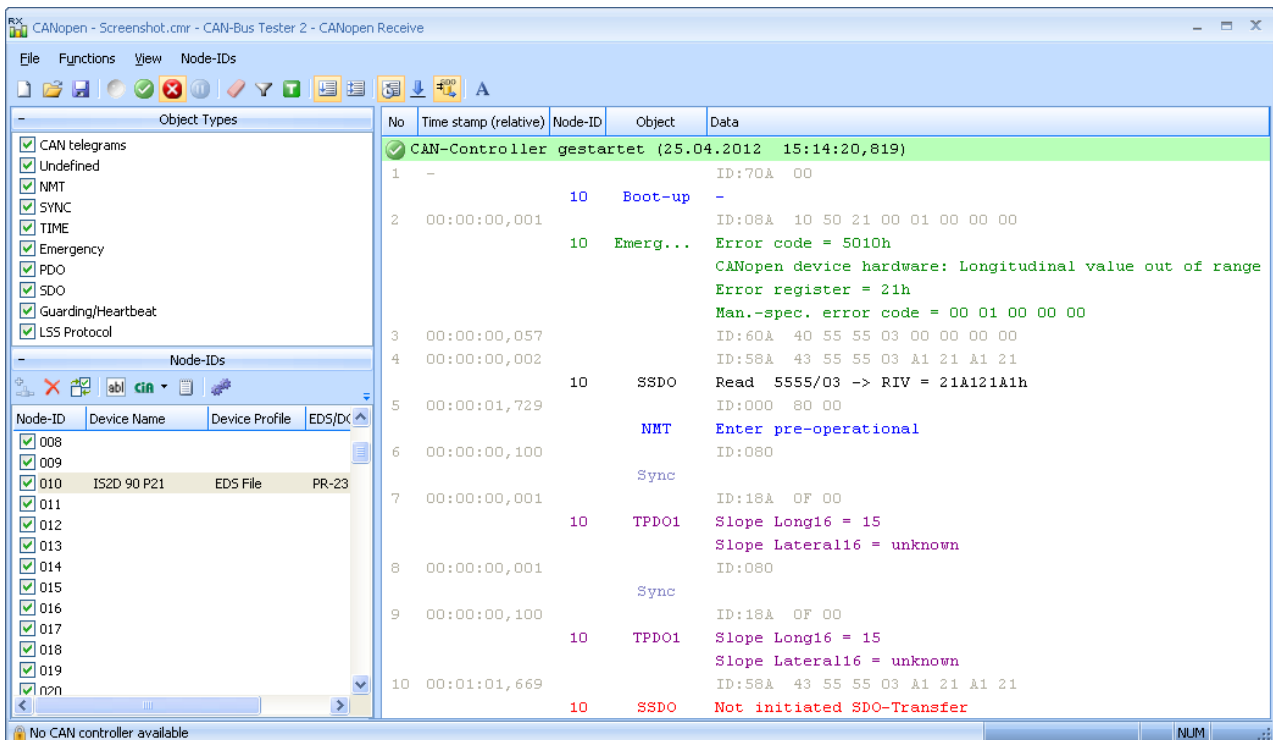 CANopen - Screenshot.cmr - CAN-Bus Tester 2 - CANopen Receive
File Functions View Node-IDs
Object Types
CAN telegrams
Undefined
NMT
SYNC
TIME
Emergency
PDO
SDO
Guarding/Heartbeat
LSS Protocol
Node-IDs
abl CiA
Node-ID Device Name Device Profile EDS/DC
008
009
010 IS2D 90 P21 EDS File PR-23
011
012
013
014
015
016
017
018
019
020
No Time stamp (relative) Node-ID Object Data
CAN-Controller gestartet (25.04.2012 15:14:20,819)
1 - ID:70A 00
10 Boot-up -
2 00:00:00,001 ID:08A 10 50 21 00 01 00 00 00
10 Emerg... Error code = 5010h
CANopen device hardware: Longitudinal value out of range
Error register = 21h
Man.-spec. error code = 00 01 00 00 00
3 00:00:00,057 ID:60A 40 55 55 03 00 00 00 00
4 00:00:00,002 ID:58A 43 55 55 03 A1 21 A1 21
10 SSDO Read 5555/03 -> RIV = 21A121A1h
5 00:00:01,729 ID:000 80 00
NMT Enter pre-operational
6 00:00:00,100 ID:080
Sync
7 00:00:00,001 ID:18A 0F 00
10 TPDO1 Slope Long16 = 15
Slope Lateral16 = unknown
8 00:00:00,001 ID:080
Sync
9 00:00:00,100 ID:18A 0F 00
10 TPDO1 Slope Long16 = 15
Slope Lateral16 = unknown
10 00:01:01,669 ID:58A 43 55 55 03 A1 21 A1 21
10 SSDO Not initiated SDO-Transfer
No CAN controller available NUM